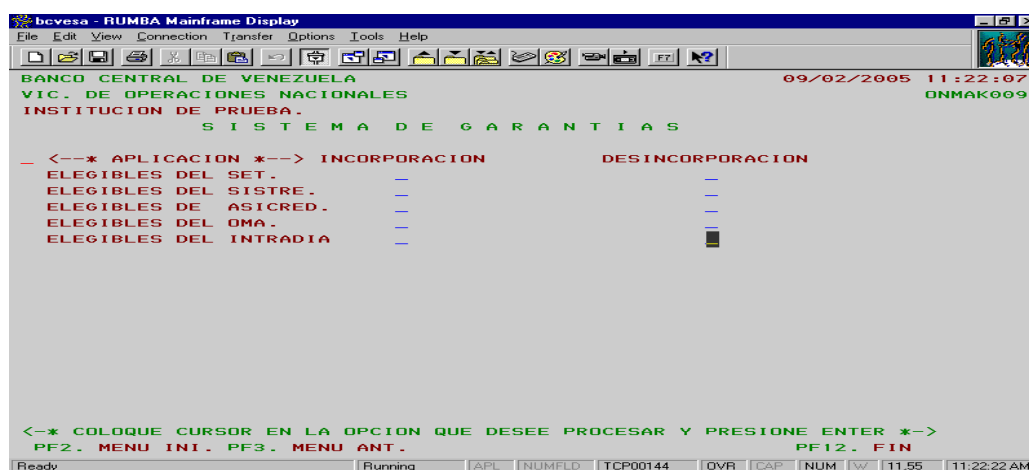 bcvesa - RUMBA Mainframe Display
File Edit View Connection Transfer Options Tools Help
F7
BANCO CENTRAL DE VENEZUELA 09/02/2005 11:22:07
VIC. DE OPERACIONES NACIONALES ONMAK009
INSTITUCION DE PRUEBA.
S I S T E M A D E G A R A N T I A S
_ <--* APLICACION *--> INCORPORACION DESINCORPORACION
ELEGIBLES DEL SET. _ _
ELEGIBLES DEL SISTRE. _ _
ELEGIBLES DE ASICRED. _ _
ELEGIBLES DEL OMA. _ _
ELEGIBLES DEL INTRADIA _ _
<-* COLOQUE CURSOR EN LA OPCION QUE DESEE PROCESAR Y PRESIONE ENTER *->
PF2. MENU INI. PF3. MENU ANT. PF12. FIN
Ready Running APL NUMFLD TCP00144 OVR CAP NUM W 11,55 11:22:22 AM